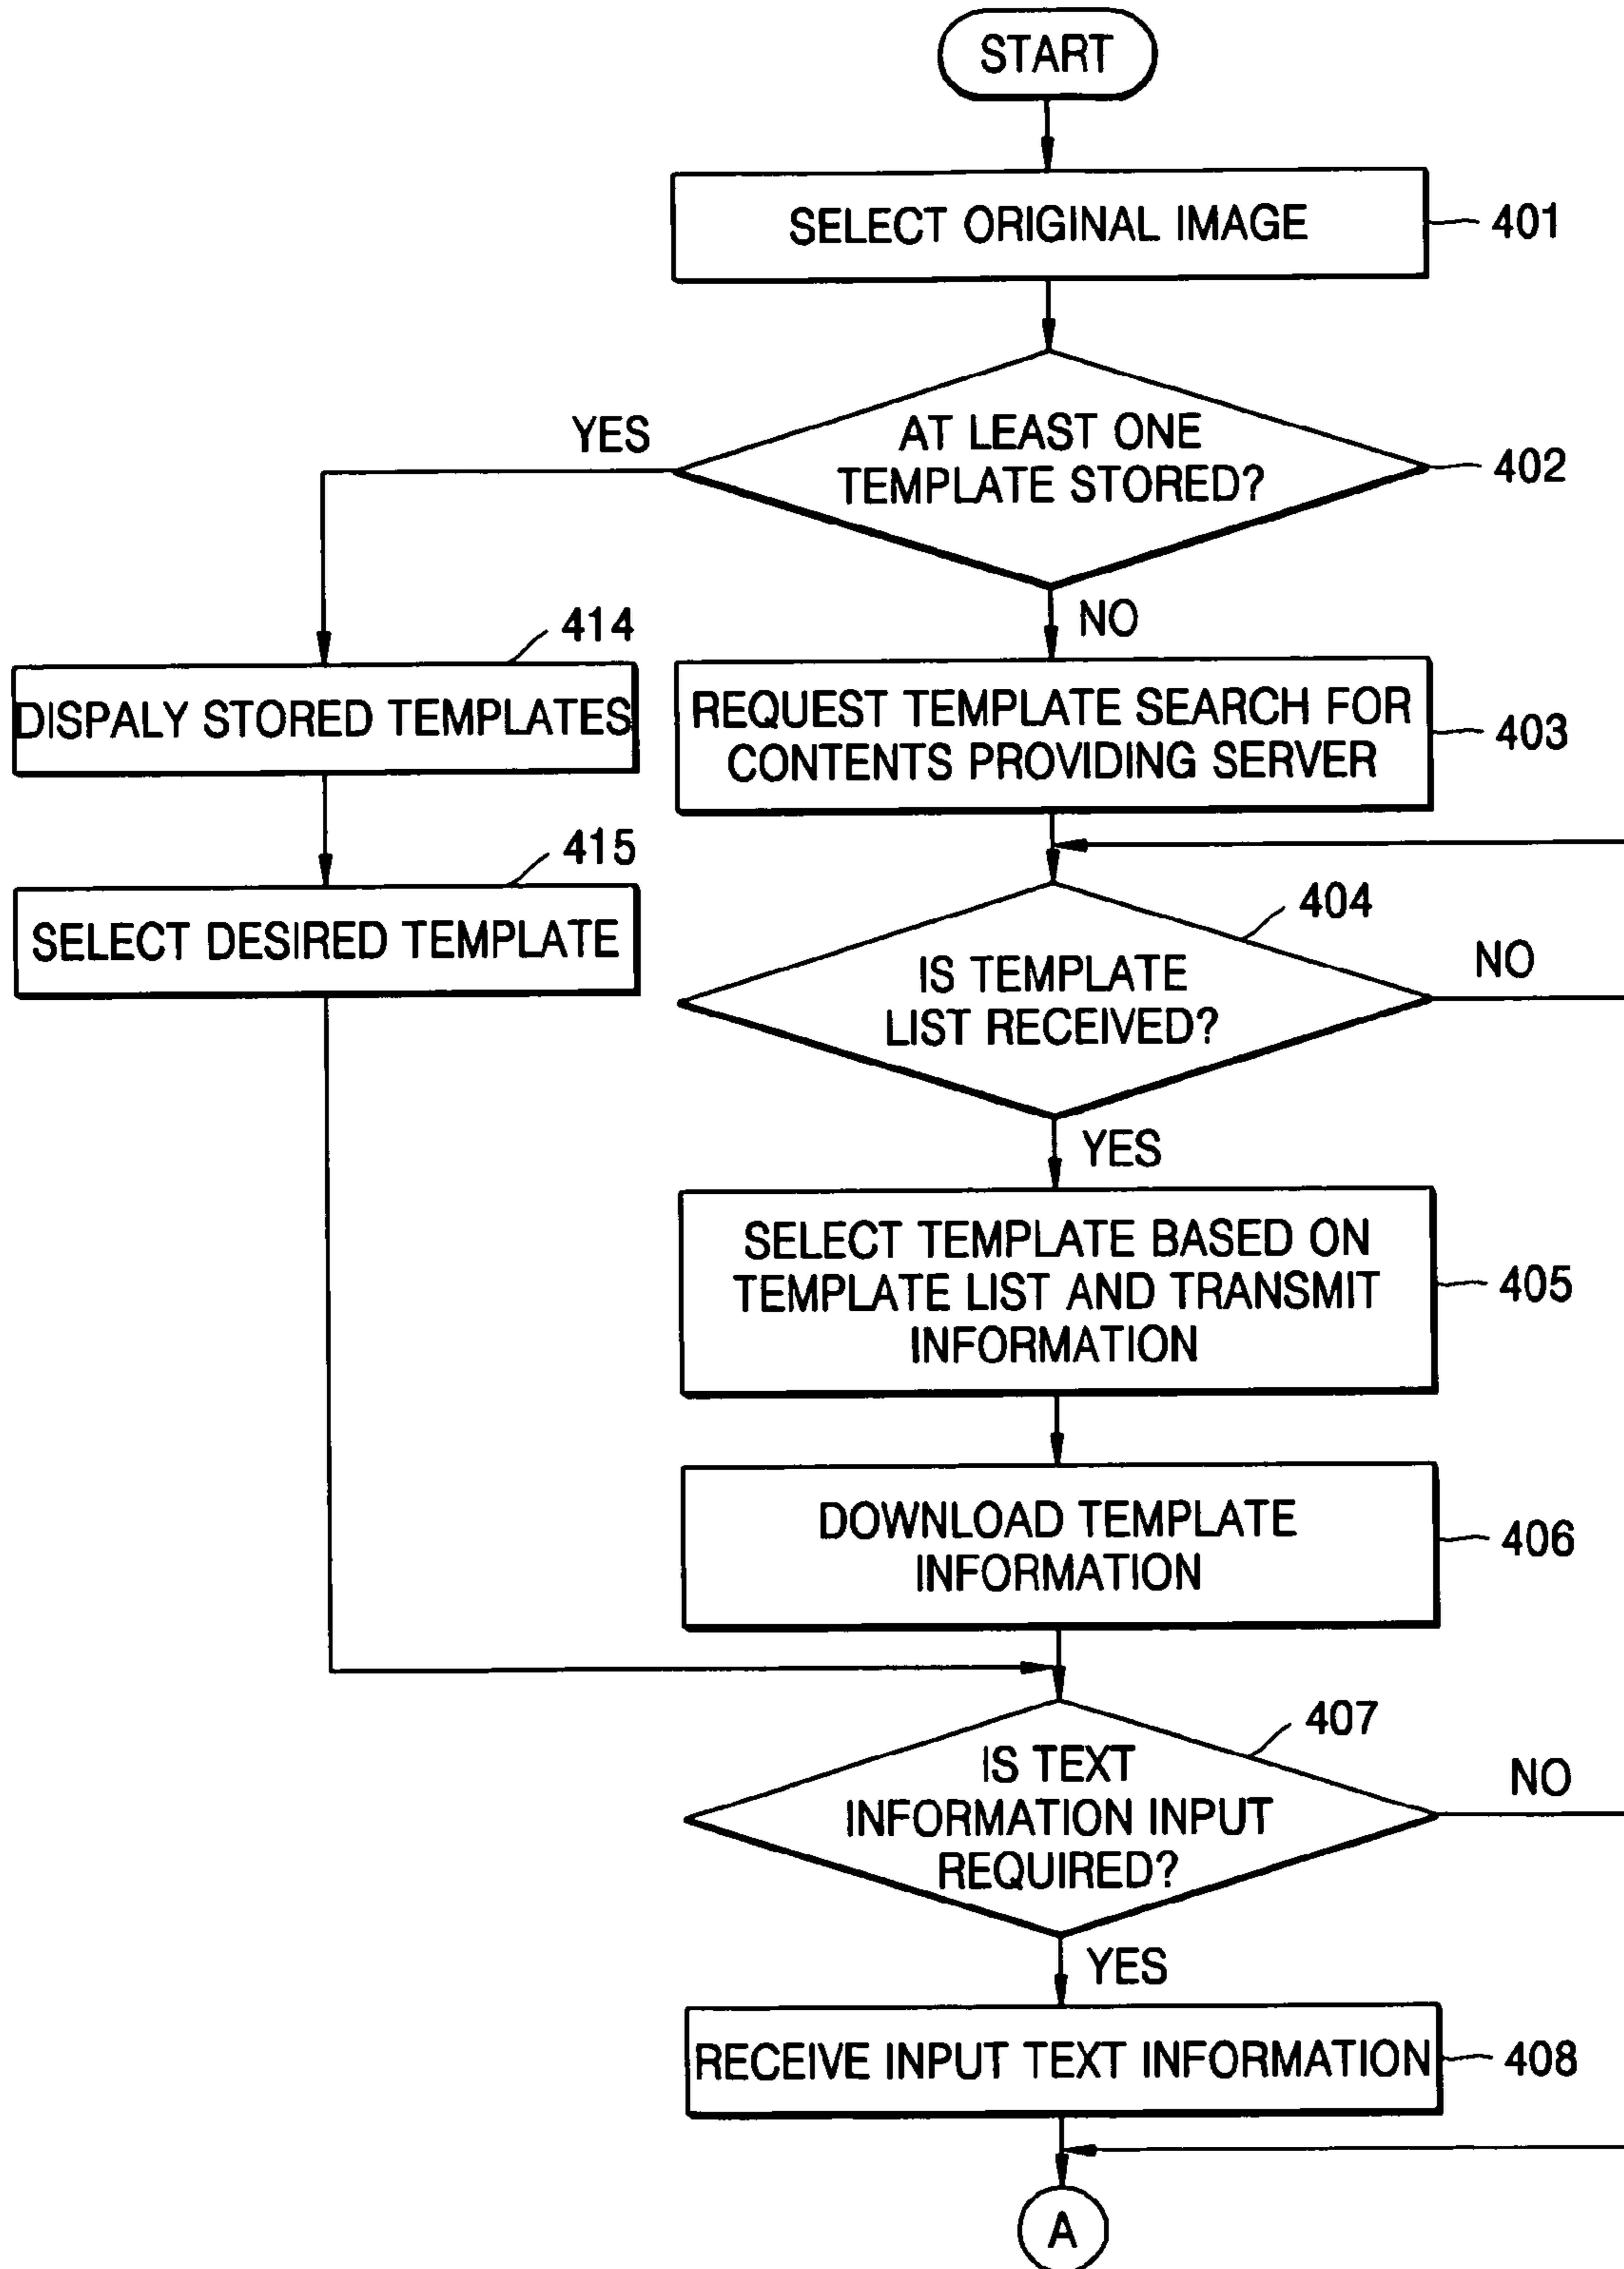 START
SELECT ORIGINAL IMAGE
401
AT LEAST ONE
TEMPLATE STORED?
402
YES
NO
414
DISPALY STORED TEMPLATES
REQUEST TEMPLATE SEARCH FOR
CONTENTS PROVIDING SERVER
403
415
SELECT DESIRED TEMPLATE
404
IS TEMPLATE
LIST RECEIVED?
NO
YES
SELECT TEMPLATE BASED ON
TEMPLATE LIST AND TRANSMIT
INFORMATION
405
DOWNLOAD TEMPLATE
INFORMATION
406
407
IS TEXT
INFORMATION INPUT
REQUIRED?
NO
YES
RECEIVE INPUT TEXT INFORMATION
408
A